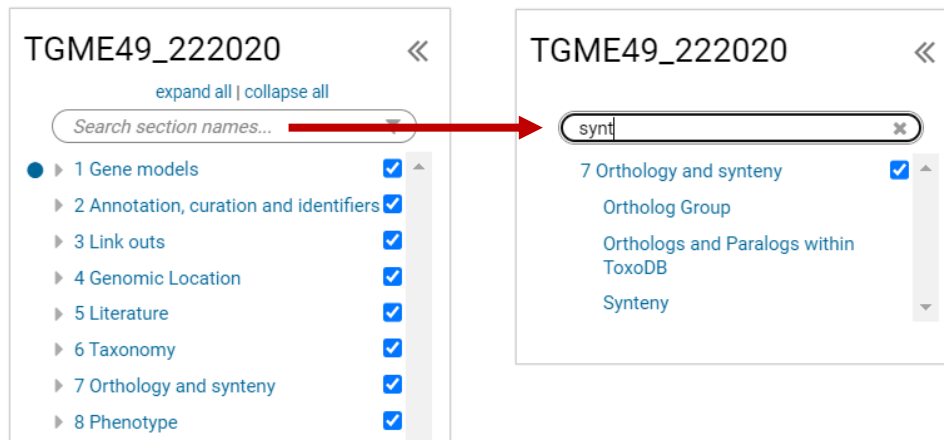 TGME49_222020
expand all | collapse all
Search section names...
1 Gene models
2 Annotation, curation and identifiers
3 Link outs
4 Genomic Location
5 Literature
6 Taxonomy
7 Orthology and synteny
8 Phenotype
TGME49_222020
synt
7 Orthology and synteny
Ortholog Group
Orthologs and Paralogs within
ToxoDB
Synteny